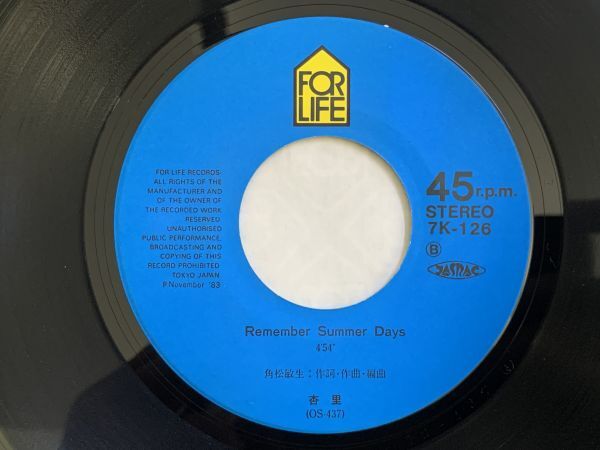 FOR
LIFE
FOR LIFE RECORDS·
ALL RIGHTS OF THE
MANUFACTURER AND
OF THE OWNER OF
THE RECORDED WORK
RESERVED.
UNAUTHORISED
PUBLIC PERFORMANCE,
BROADCASTING AND
COPYING OF THIS
RECORD PROHIBITED.
TOKYO JAPAN.
℗ November '83
45 r.p.m.
STEREO
7K-126
Ⓑ
JASRAC
Remember Summer Days
4'54"
角松敏生：作詞・作曲・編曲
杏里
(OS-437)